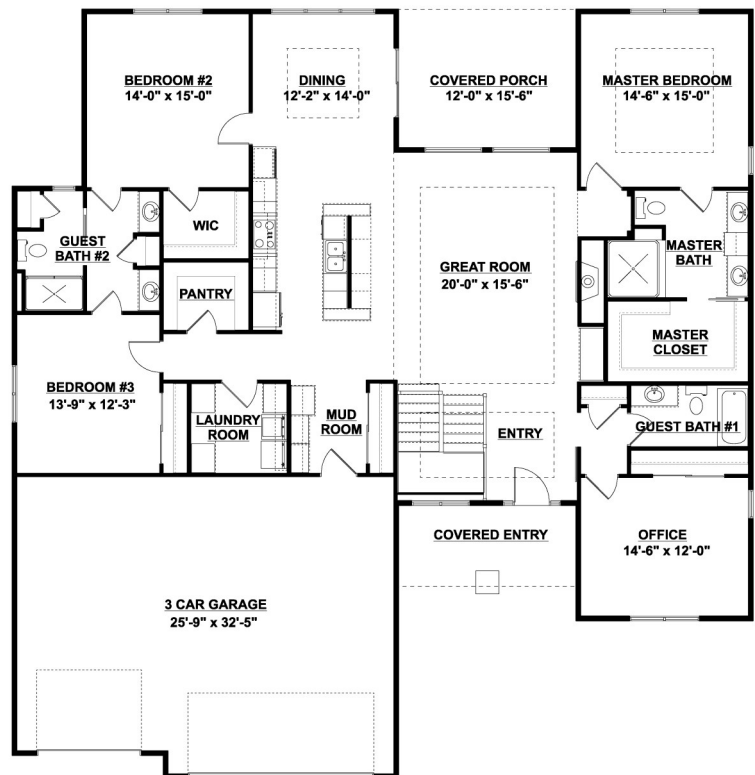 BEDROOM #2
14'-0" x 15'-0"
DINING
12'-2" x 14'-0"
COVERED PORCH
12'-0" x 15'-6"
MASTER BEDROOM
14'-6" x 15'-0"
GUEST
BATH #2
WIC
PANTRY
GREAT ROOM
20'-0" x 15'-6"
MASTER
BATH
MASTER
CLOSET
BEDROOM #3
13'-9" x 12'-3"
LAUNDRY
ROOM
MUD
ROOM
ENTRY
GUEST BATH #1
COVERED ENTRY
OFFICE
14'-6" x 12'-0"
3 CAR GARAGE
25'-9" x 32'-5"